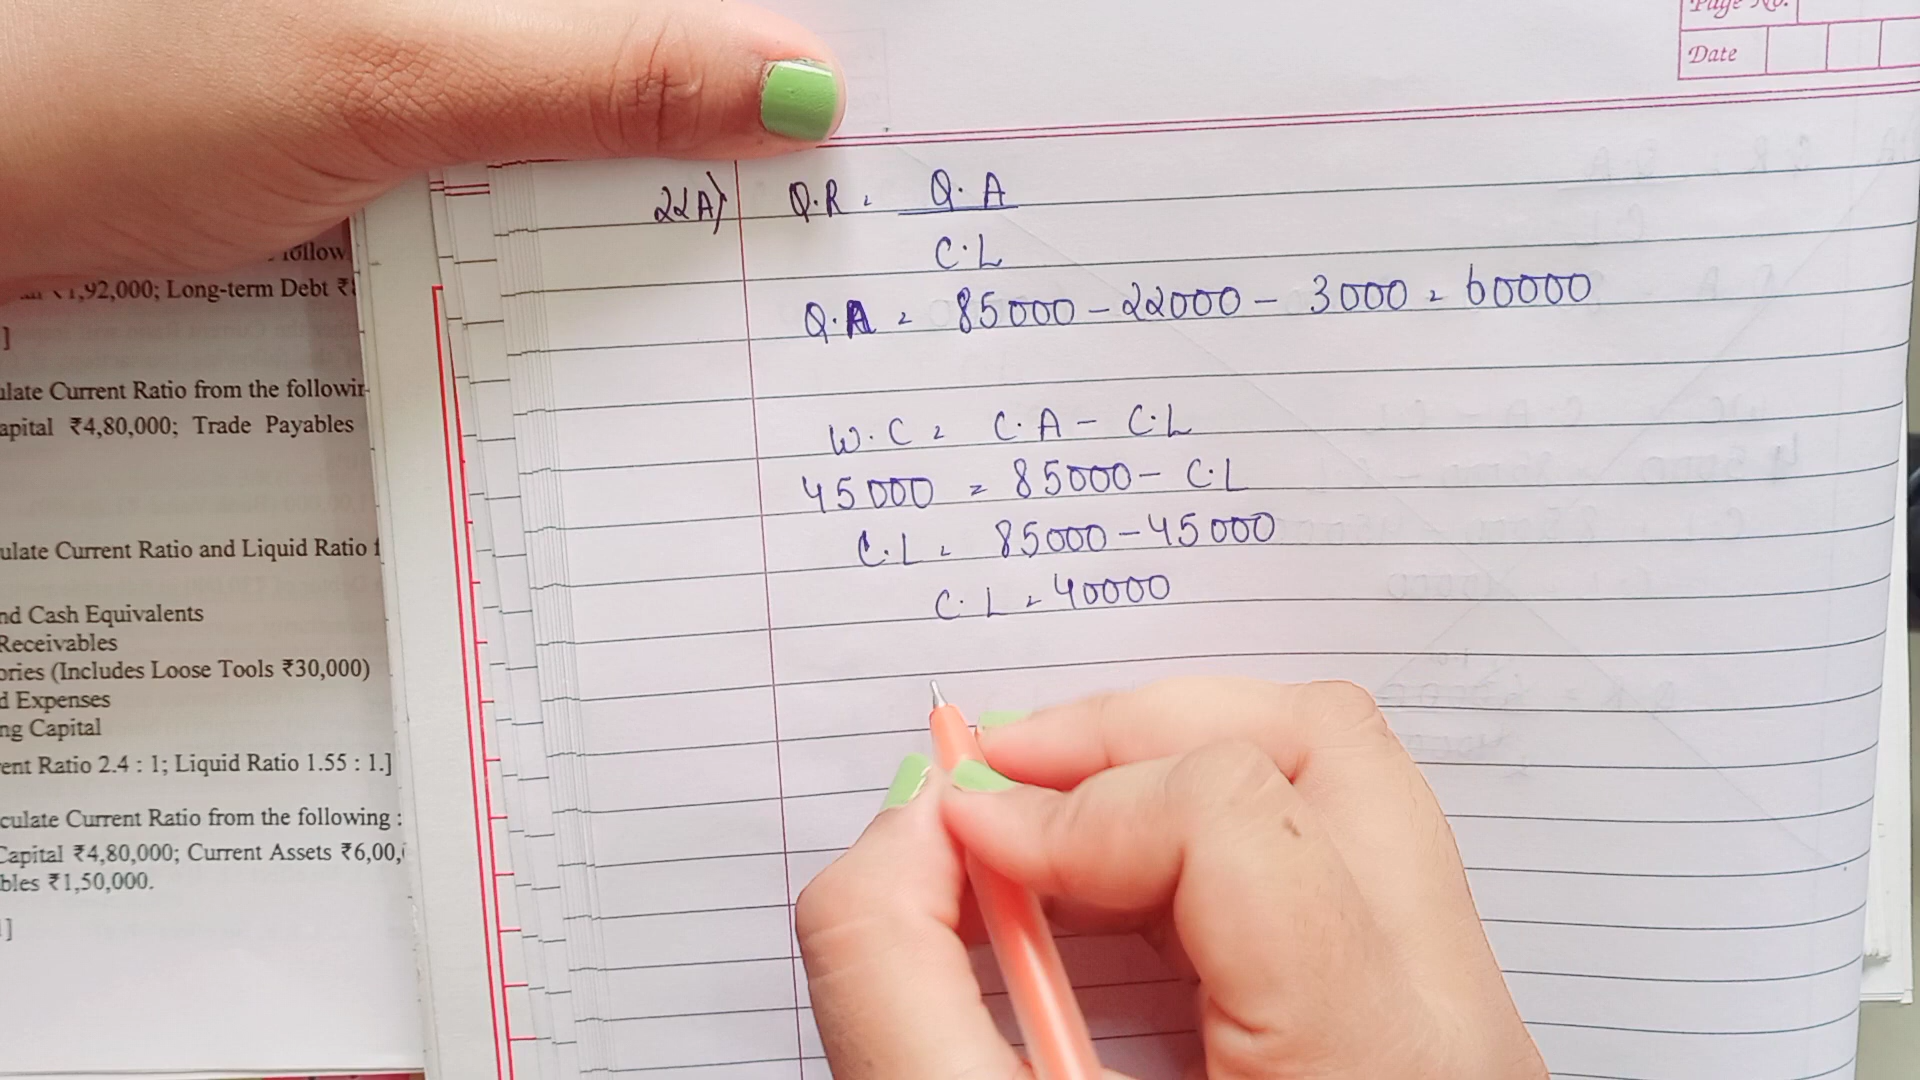 Page No.
Date
22A) Q.R = Q.A
C.L
Q.A = 85000 - 22000 - 3000 = 60000
W.C = C.A - C.L
45000 = 85000 - C.L
C.L = 85000 - 45000
C.L = 40000
follow
₹1,92,000; Long-term Debt ₹
]
ulate Current Ratio from the followin
apital ₹4,80,000; Trade Payables
ulate Current Ratio and Liquid Ratio f
nd Cash Equivalents
Receivables
ories (Includes Loose Tools ₹30,000)
d Expenses
ng Capital
ent Ratio 2.4 : 1; Liquid Ratio 1.55 : 1.]
culate Current Ratio from the following :
Capital ₹4,80,000; Current Assets ₹6,00,
bles ₹1,50,000.
]